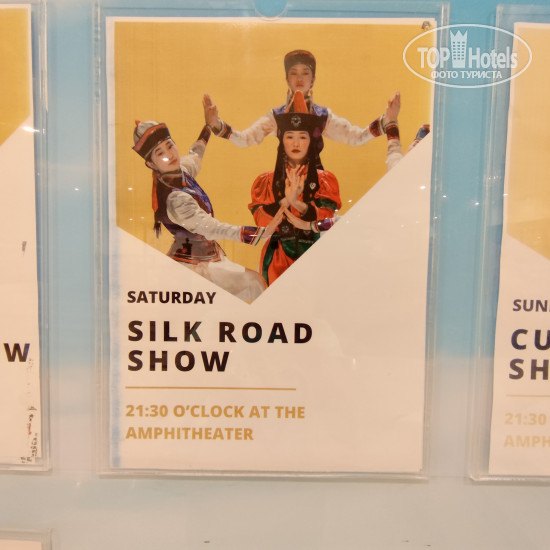 TOP Hotels
ФОТО ТУРИСТА
SATURDAY
SILK ROAD
SHOW
21:30 O'CLOCK AT THE
AMPHITHEATER
W
SUN
CU
SH
21:30
AMPH